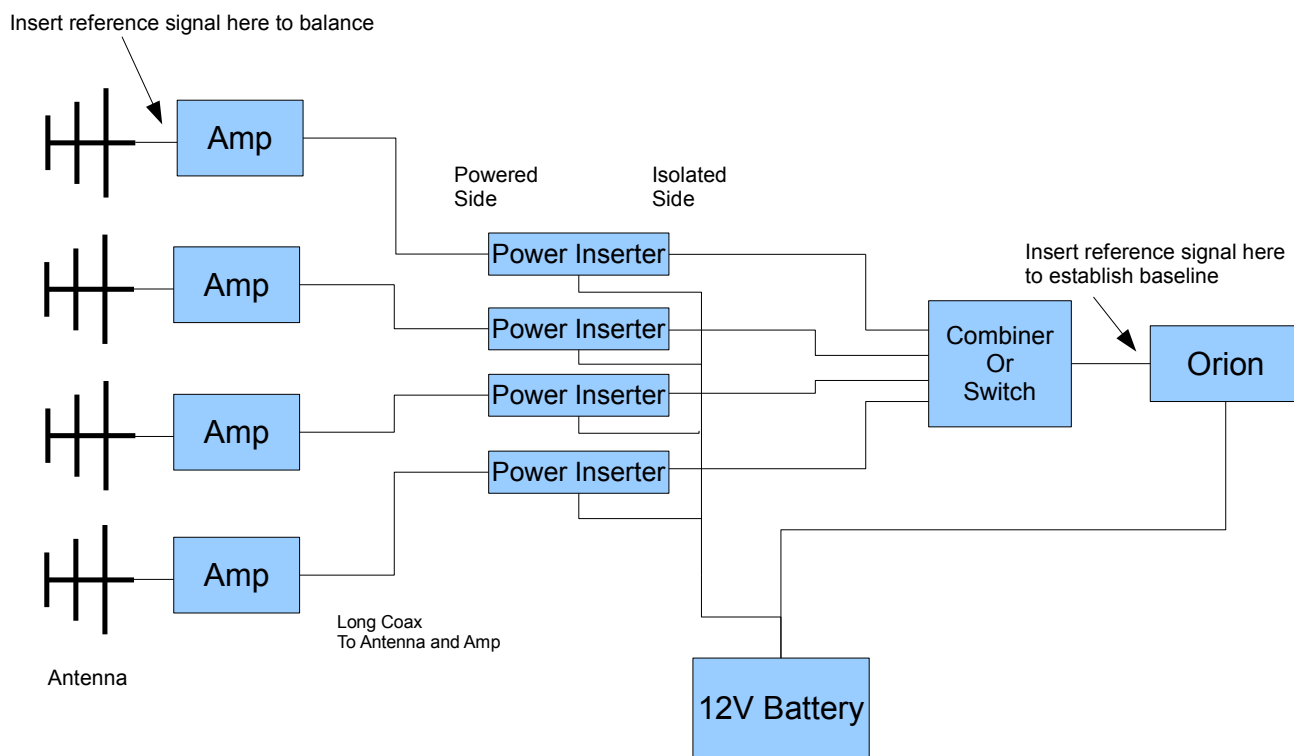 Insert reference signal here to balance
Amp
Powered
Side
Isolated
Side
Power Inserter
Insert reference signal here
to establish baseline
Amp
Power Inserter
Combiner
Or
Switch
Orion
Power Inserter
Amp
Power Inserter
Amp
Long Coax
To Antenna and Amp
Antenna
12V Battery